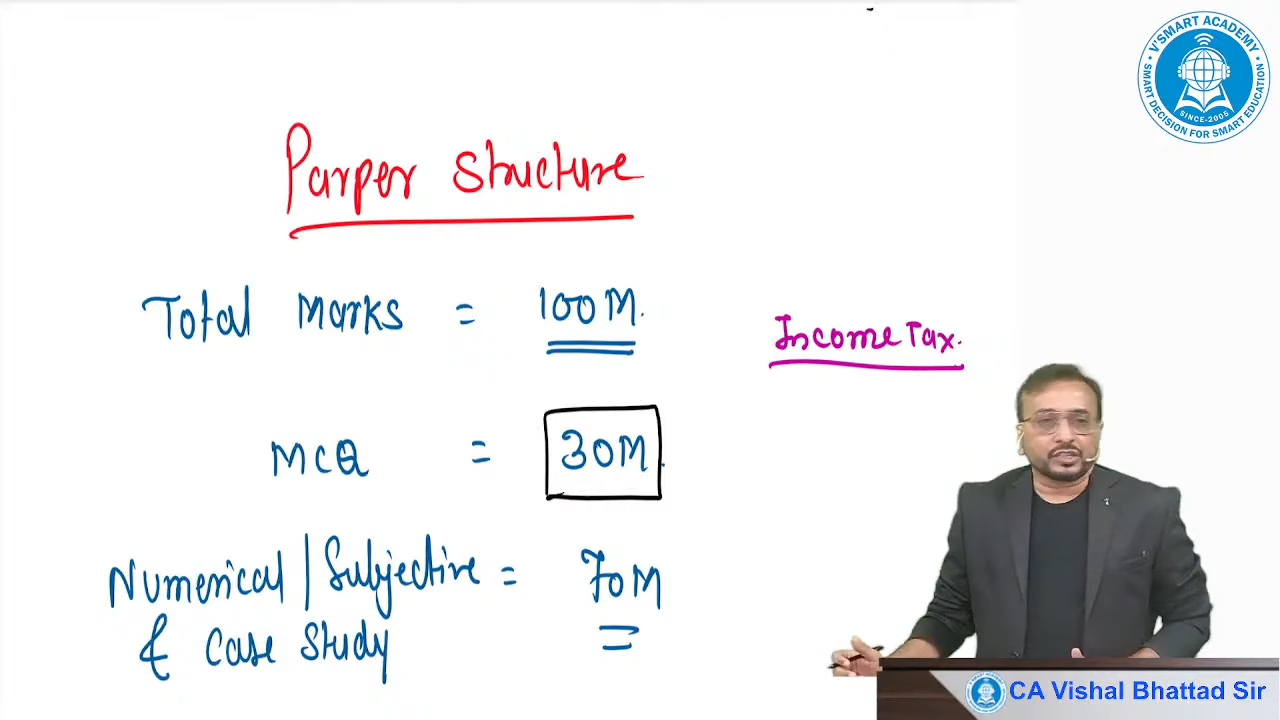 V'SMART ACADEMY
SMART DECISION FOR SMART EDUCATION
SINCE-2005
Parper Structure
Total Marks = 100M.
Income Tax.
MCQ = 30M.
Numerical / Subjective = 70M
& Case Study
CA Vishal Bhattad Sir